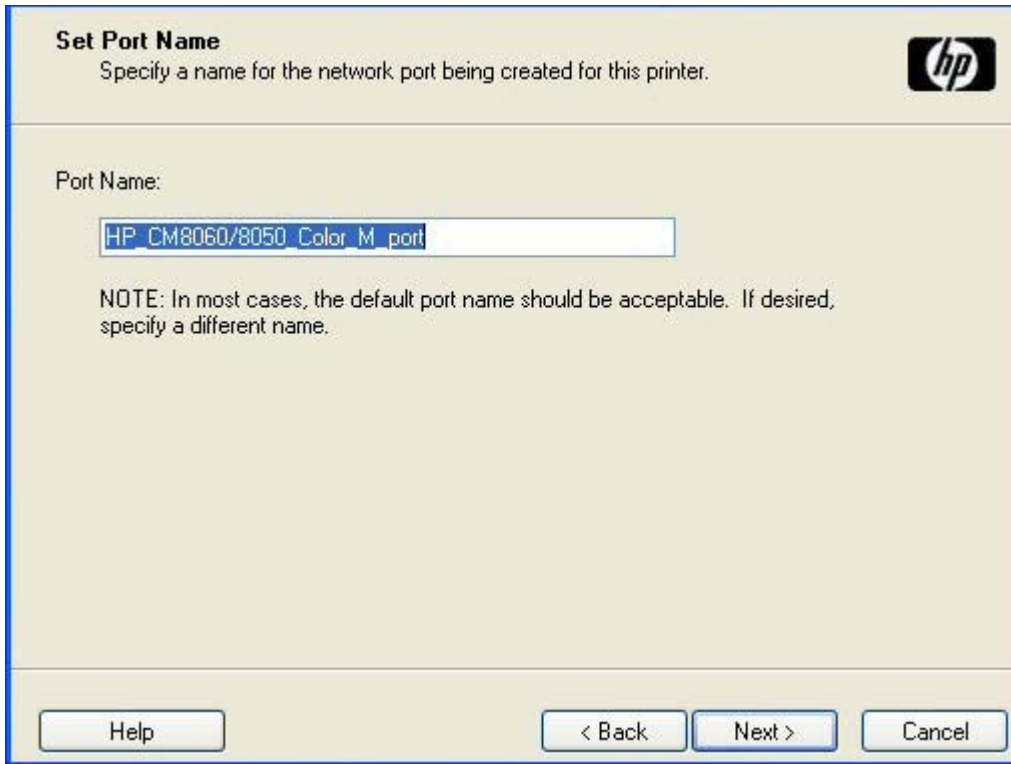 Set Port Name
Specify a name for the network port being created for this printer.
hp
Port Name:
HP_CM8060/8050_Color_M_port
NOTE: In most cases, the default port name should be acceptable.  If desired,
specify a different name.
Help
< Back
Next >
Cancel